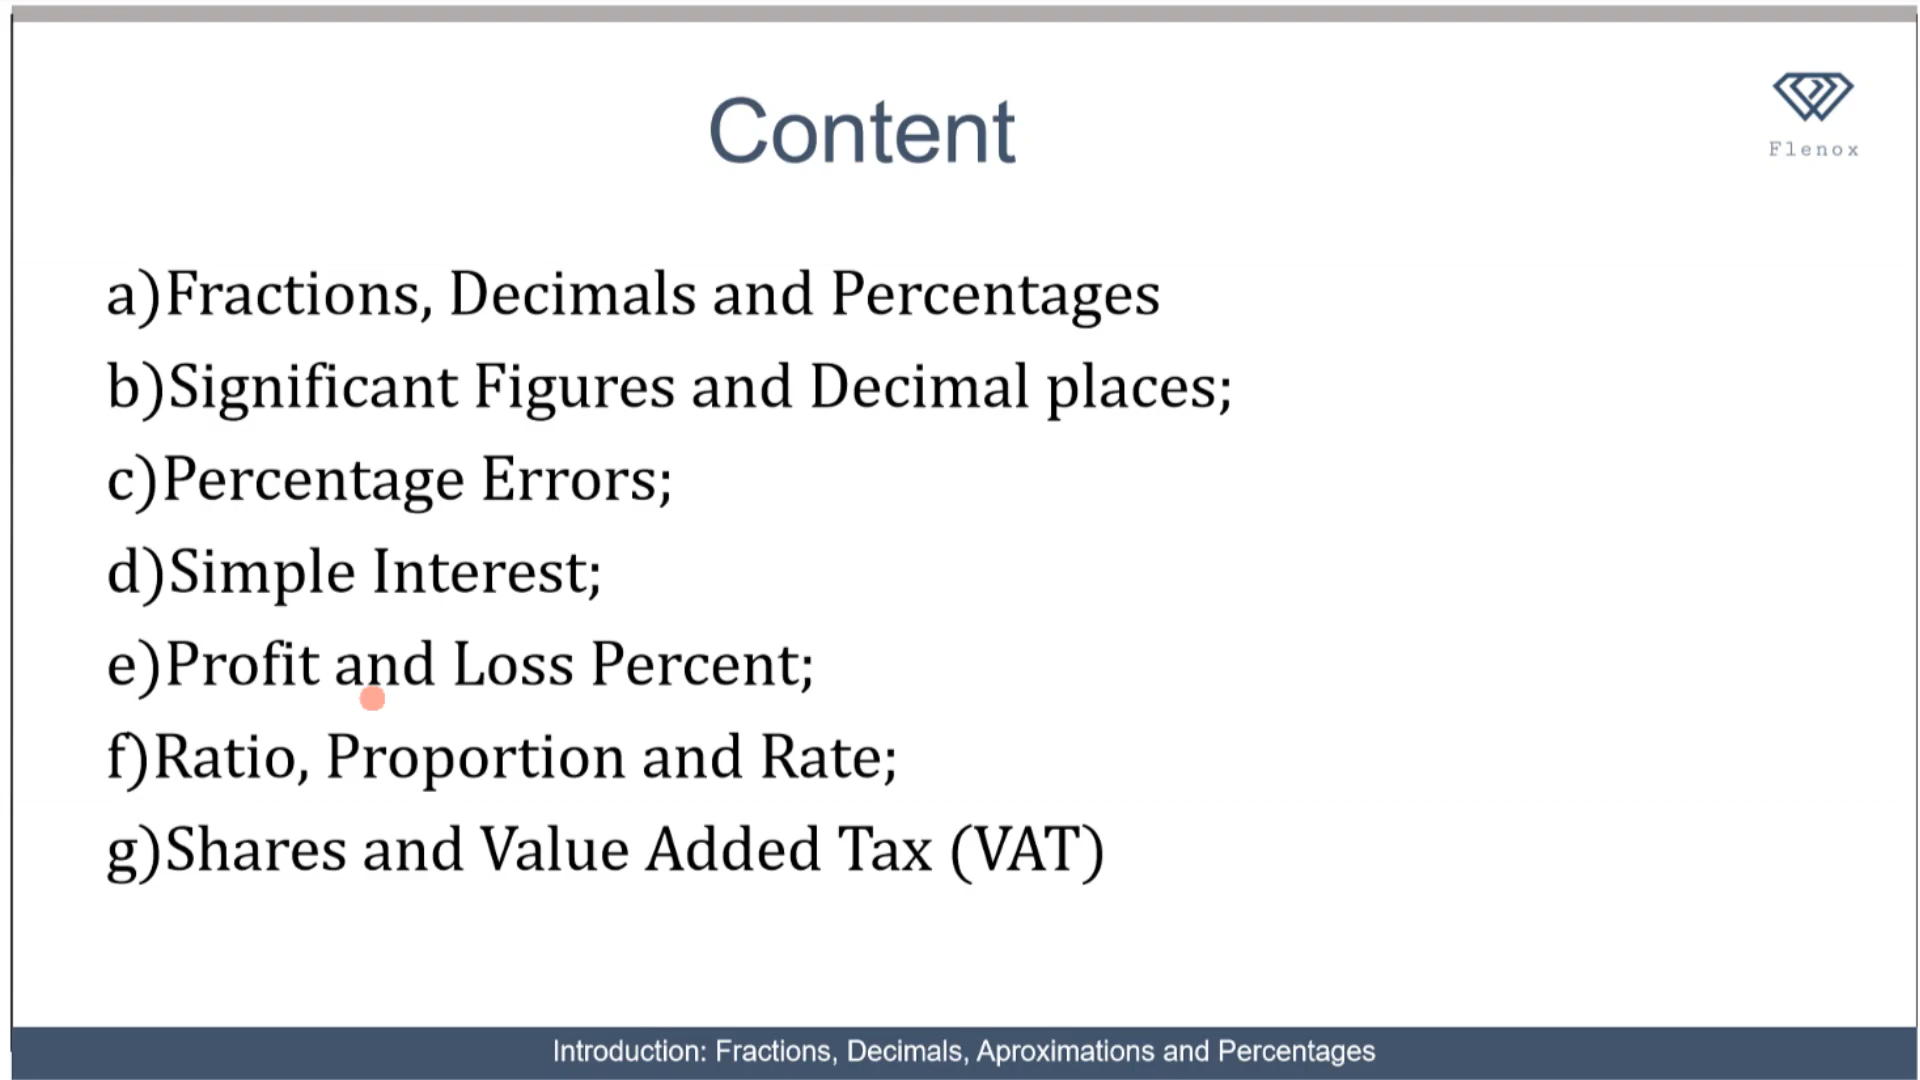 Content
Flenox
a)Fractions, Decimals and Percentages
b)Significant Figures and Decimal places;
c)Percentage Errors;
d)Simple Interest;
e)Profit and Loss Percent;
f)Ratio, Proportion and Rate;
g)Shares and Value Added Tax (VAT)
Introduction: Fractions, Decimals, Aproximations and Percentages